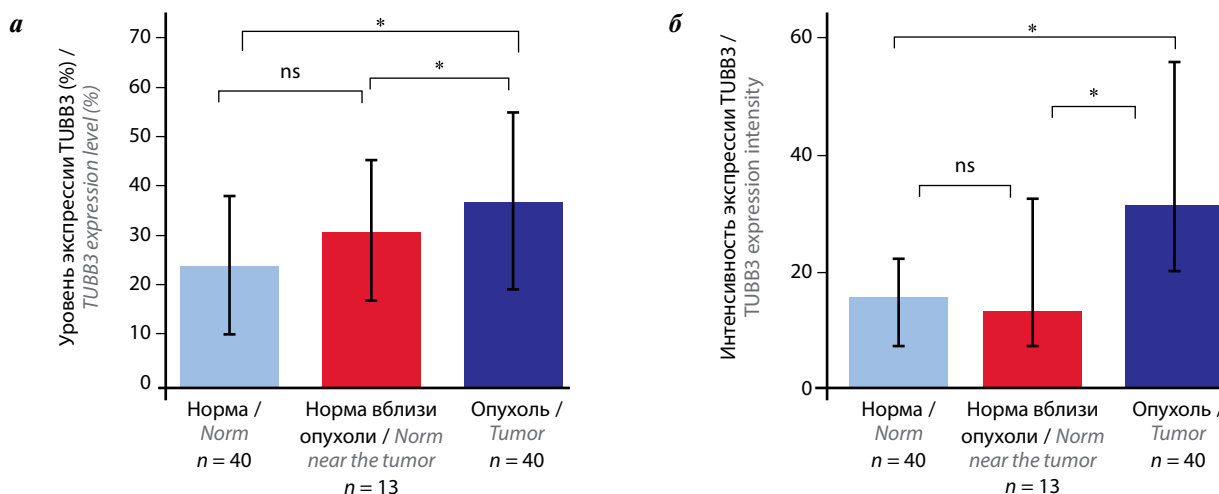 а
Уровень экспрессии TUBB3 (%) /
TUBB3 expression level (%)
70
60
50
40
30
20
10
0
*
ns
*
Норма /
Norm
n = 40
Норма вблизи
опухоли / Norm
near the tumor
n = 13
Опухоль /
Tumor
n = 40
б
Интенсивность экспрессии TUBB3 /
TUBB3 expression intensity
60
40
20
0
*
*
ns
Норма /
Norm
n = 40
Норма вблизи
опухоли / Norm
near the tumor
n = 13
Опухоль /
Tumor
n = 40